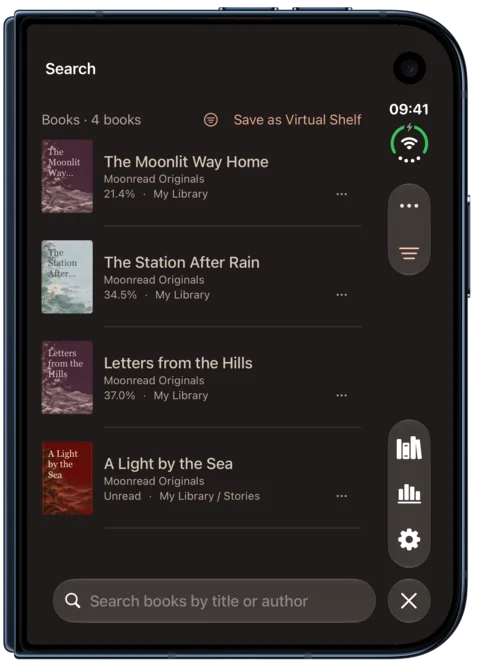 Search
09:41
Books · 4 books
Save as Virtual Shelf
The
Moonlit
Way...
The Moonlit Way Home
Moonread Originals
21.4% · My Library
The
Station
After...
The Station After Rain
Moonread Originals
34.5% · My Library
Letters
from the
Hills
Letters from the Hills
Moonread Originals
37.0% · My Library
A Light
by the
Sea
A Light by the Sea
Moonread Originals
Unread · My Library / Stories
Search books by title or author